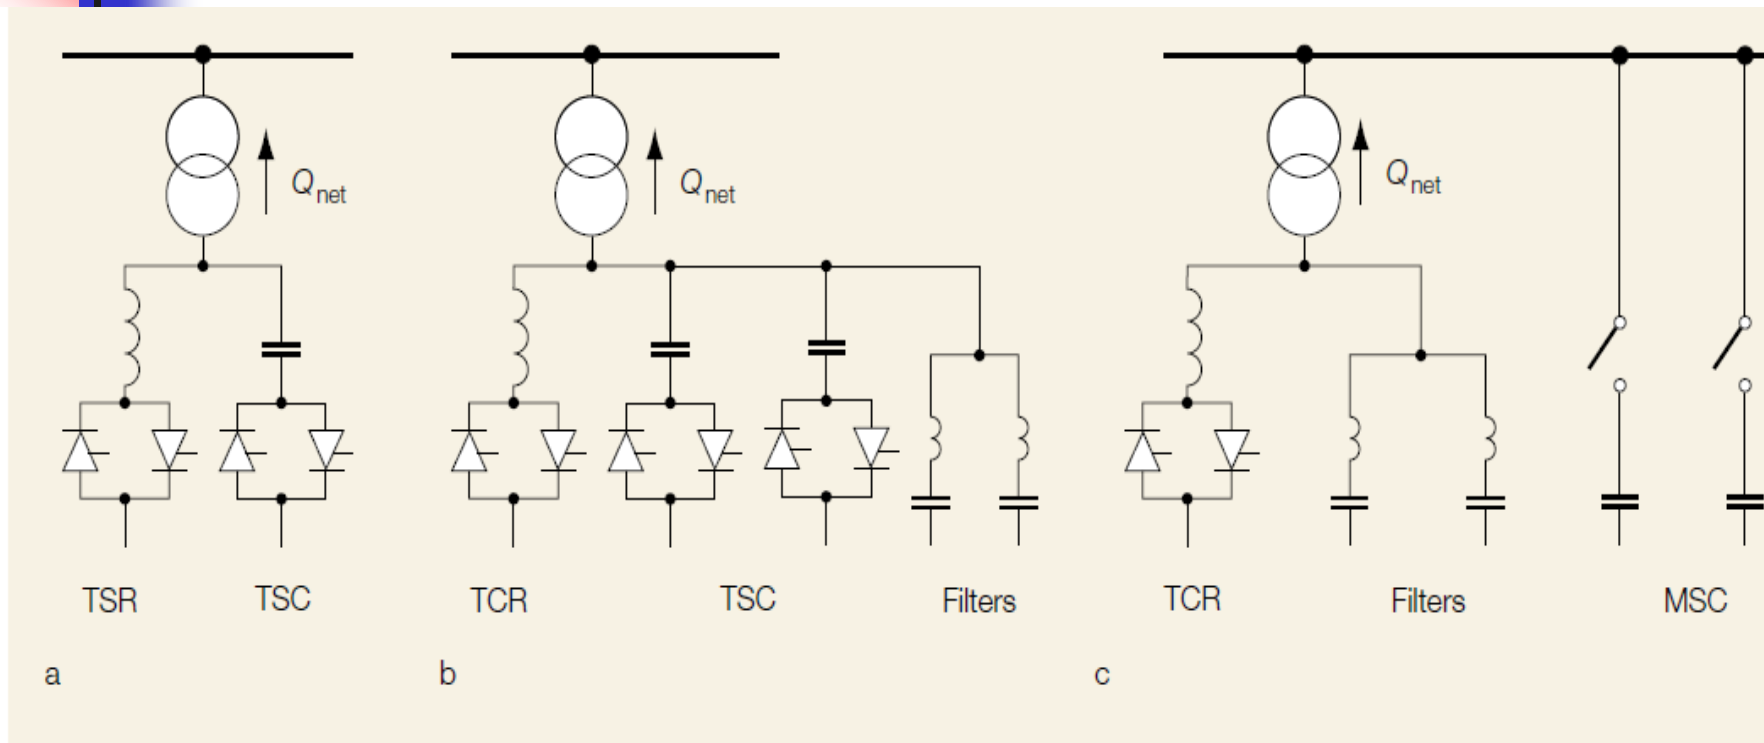 Qnet
Qnet
Qnet
TSR TSC TCR TSC Filters TCR Filters MSC
a b c